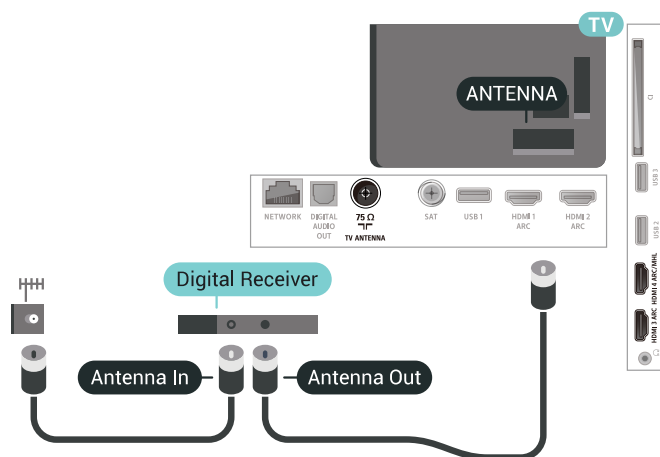 TV
ANTENNA
CI
USB 3
USB 2
HDMI 4 ARC/MHL
HDMI 3 ARC
NETWORK
DIGITAL
AUDIO
OUT
75 Ω
TV ANTENNA
SAT
USB 1
HDMI 1
ARC
HDMI 2
ARC
Digital Receiver
Antenna In
Antenna Out